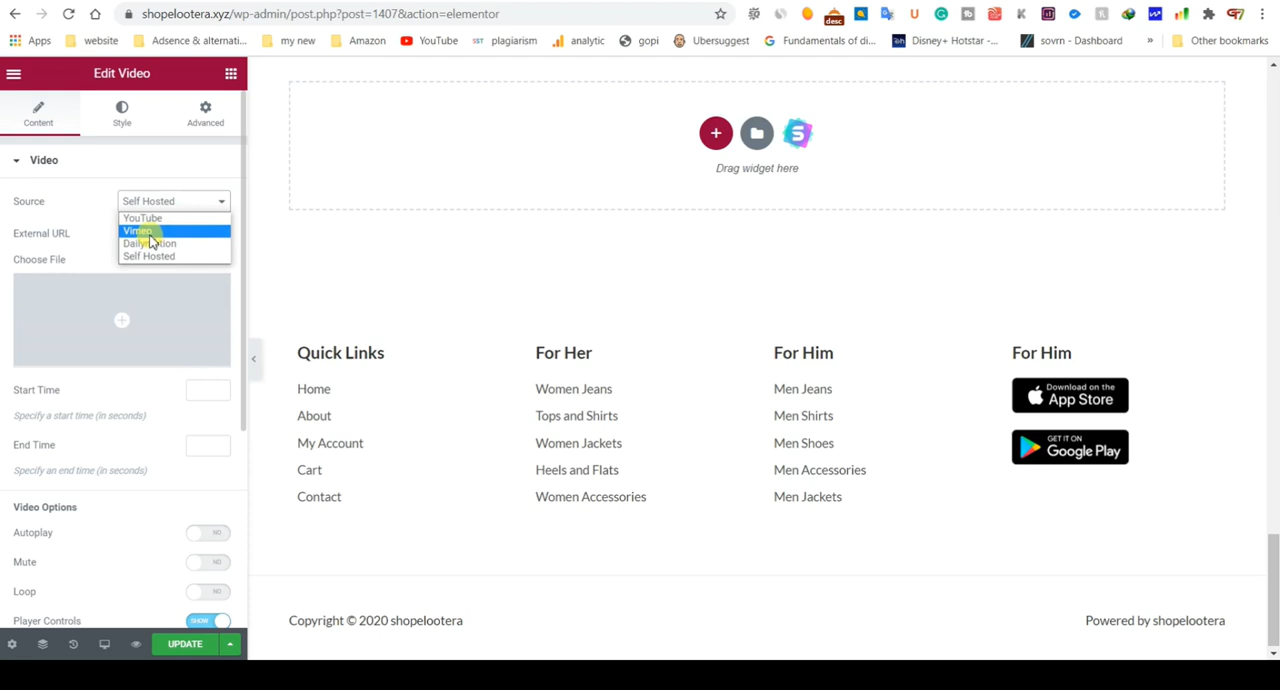 shopelootera.xyz/wp-admin/post.php?post=1407&action=elementor
desc
Apps website Adsence & alternati... my new Amazon YouTube plagiarism analytic gopi Ubersuggest Fundamentals of di... Disney+ Hotstar -... sovrn - Dashboard » Other bookmarks
Edit Video
Content Style Advanced
Video
Source Self Hosted
YouTube
Vimeo
Self Hosted
External URL
Choose File
Start Time
Specify a start time (in seconds)
End Time
Specify an end time (in seconds)
Video Options
Autoplay NO
Mute NO
Loop NO
Player Controls SHOW
UPDATE
Drag widget here
Quick Links
Home
About
My Account
Cart
Contact
For Her
Women Jeans
Tops and Shirts
Women Jackets
Heels and Flats
Women Accessories
For Him
Men Jeans
Men Shirts
Men Shoes
Men Accessories
Men Jackets
For Him
Download on the
App Store
GET IT ON
Google Play
Copyright © 2020 shopelootera
Powered by shopelootera